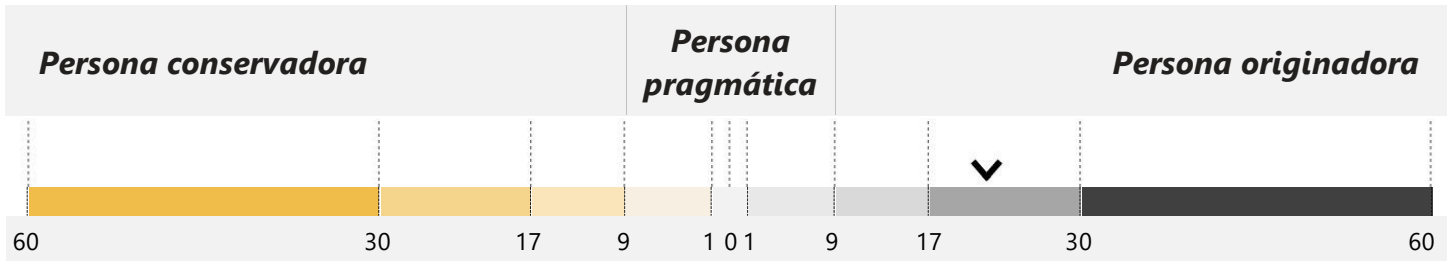 Persona conservadora
Persona
pragmática
Persona originadora
60 30 17 9 1 0 1 9 17 30 60